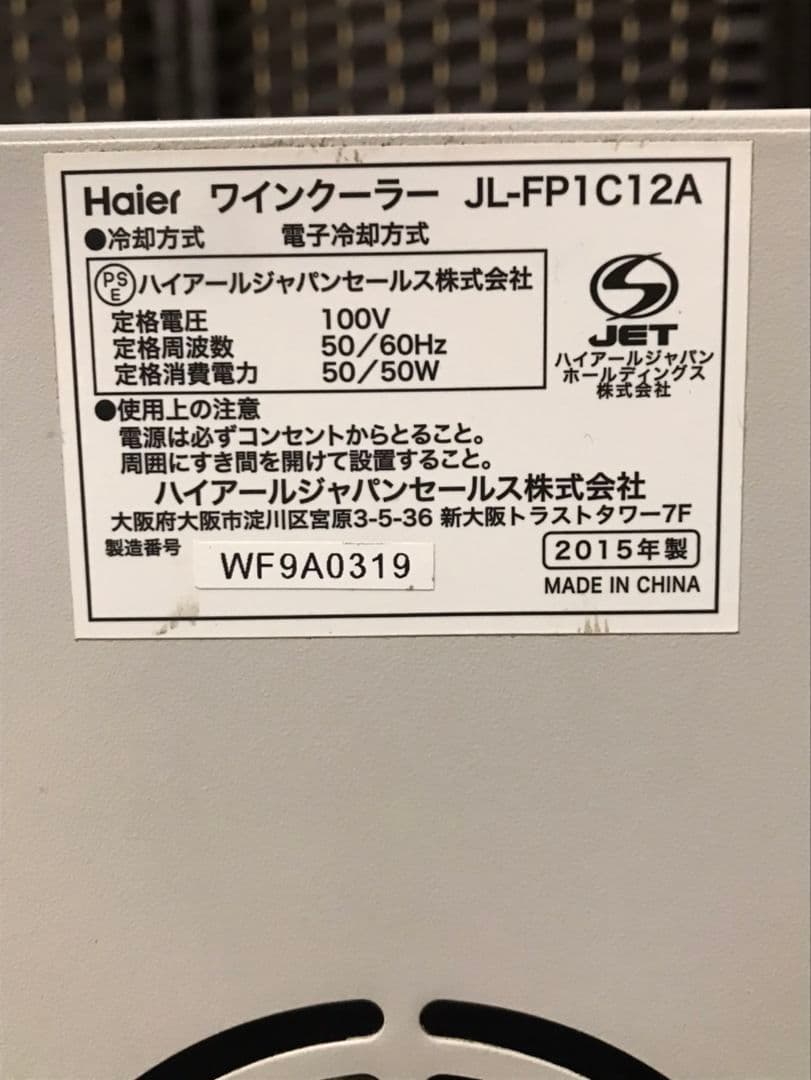 Haier ワインクーラー JL-FP1C12A
●冷却方式 電子冷却方式
PSE ハイアールジャパンセールス株式会社
定格電圧 100V
定格周波数 50/60Hz
定格消費電力 50/50W
JET
ハイアールジャパン
ホールディングス
株式会社
●使用上の注意
電源は必ずコンセントからとること。
周囲にすき間を開けて設置すること。
ハイアールジャパンセールス株式会社
大阪府大阪市淀川区宮原3-5-36 新大阪トラストタワー7F
製造番号 WF9A0319
2015年製
MADE IN CHINA